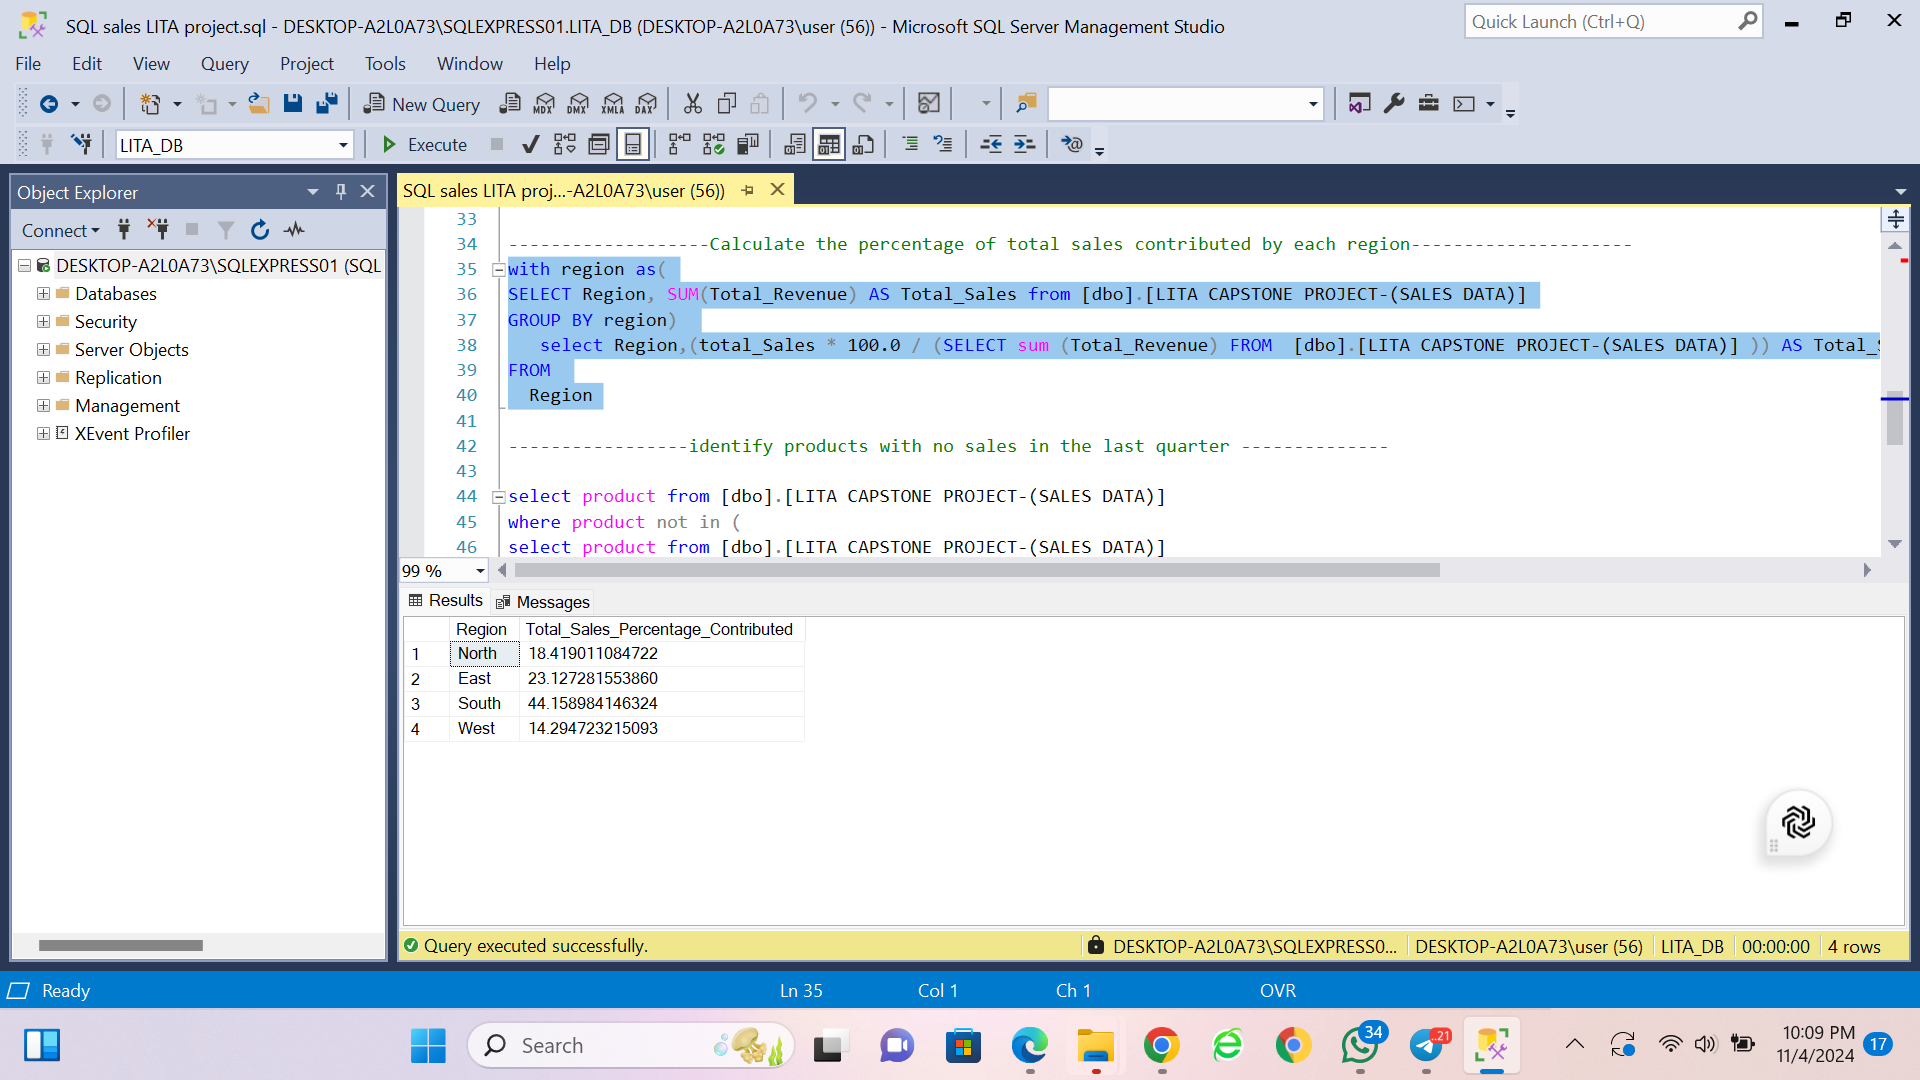 SQL sales LITA project.sql - DESKTOP-A2L0A73\SQLEXPRESS01.LITA_DB (DESKTOP-A2L0A73\user (56)) - Microsoft SQL Server Management Studio
Quick Launch (Ctrl+Q)
File Edit View Query Project Tools Window Help
New Query MDX DMX XMLA DAX
LITA_DB Execute
Object Explorer
SQL sales LITA proj...-A2L0A73\user (56))
Connect
DESKTOP-A2L0A73\SQLEXPRESS01 (SQL
Databases
Security
Server Objects
Replication
Management
XEvent Profiler
33
34 -------------------Calculate the percentage of total sales contributed by each region---------------------
35 with region as(
36 SELECT Region, SUM(Total_Revenue) AS Total_Sales from [dbo].[LITA CAPSTONE PROJECT-(SALES DATA)]
37 GROUP BY region)
38 select Region,(total_Sales * 100.0 / (SELECT sum (Total_Revenue) FROM [dbo].[LITA CAPSTONE PROJECT-(SALES DATA)] )) AS Total_S
39 FROM
40 Region
41
42 -----------------identify products with no sales in the last quarter --------------
43
44 select product from [dbo].[LITA CAPSTONE PROJECT-(SALES DATA)]
45 where product not in (
46 select product from [dbo].[LITA CAPSTONE PROJECT-(SALES DATA)]
99 %
Results Messages
Region Total_Sales_Percentage_Contributed
1 North 18.419011084722
2 East 23.127281553860
3 South 44.158984146324
4 West 14.294723215093
Query executed successfully. DESKTOP-A2L0A73\SQLEXPRESS0... DESKTOP-A2L0A73\user (56) LITA_DB 00:00:00 4 rows
Ready Ln 35 Col 1 Ch 1 OVR
Search
34
..21
10:09 PM
11/4/2024
17